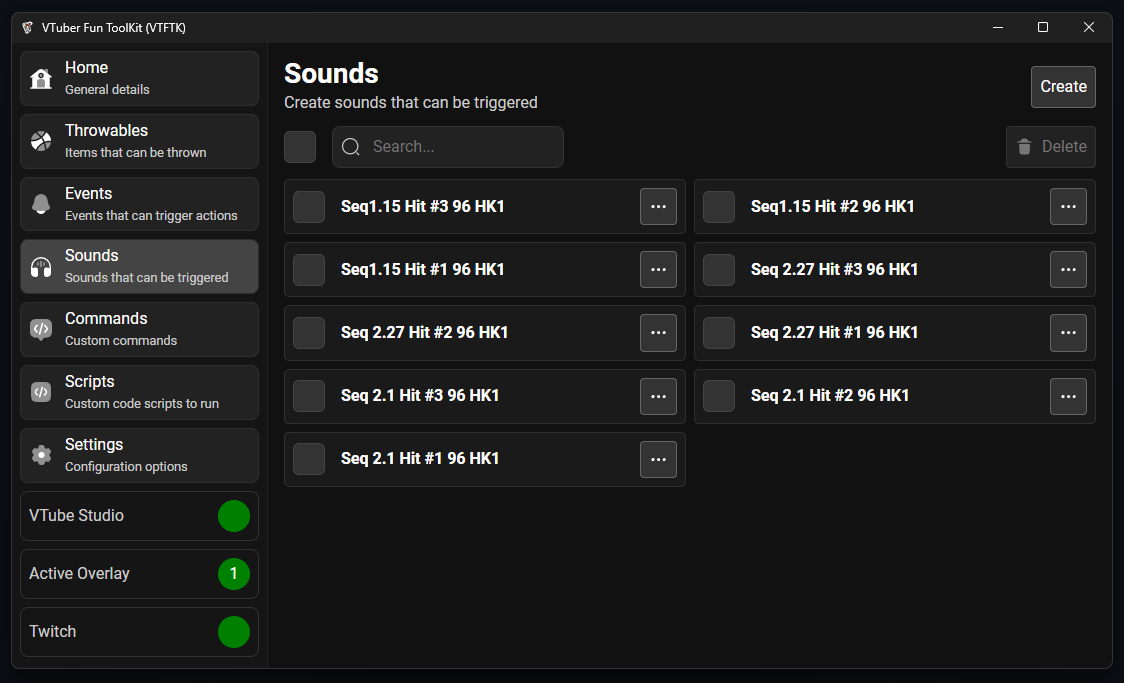 VTuber Fun ToolKit (VTFTK)
Home
General details
Throwables
Items that can be thrown
Events
Events that can trigger actions
Sounds
Sounds that can be triggered
Commands
Custom commands
Scripts
Custom code scripts to run
Settings
Configuration options
VTube Studio
Active Overlay 1
Twitch
Sounds
Create sounds that can be triggered
Create
Search...
Delete
Seq1.15 Hit #3 96 HK1
Seq1.15 Hit #2 96 HK1
Seq1.15 Hit #1 96 HK1
Seq 2.27 Hit #3 96 HK1
Seq 2.27 Hit #2 96 HK1
Seq 2.27 Hit #1 96 HK1
Seq 2.1 Hit #3 96 HK1
Seq 2.1 Hit #2 96 HK1
Seq 2.1 Hit #1 96 HK1